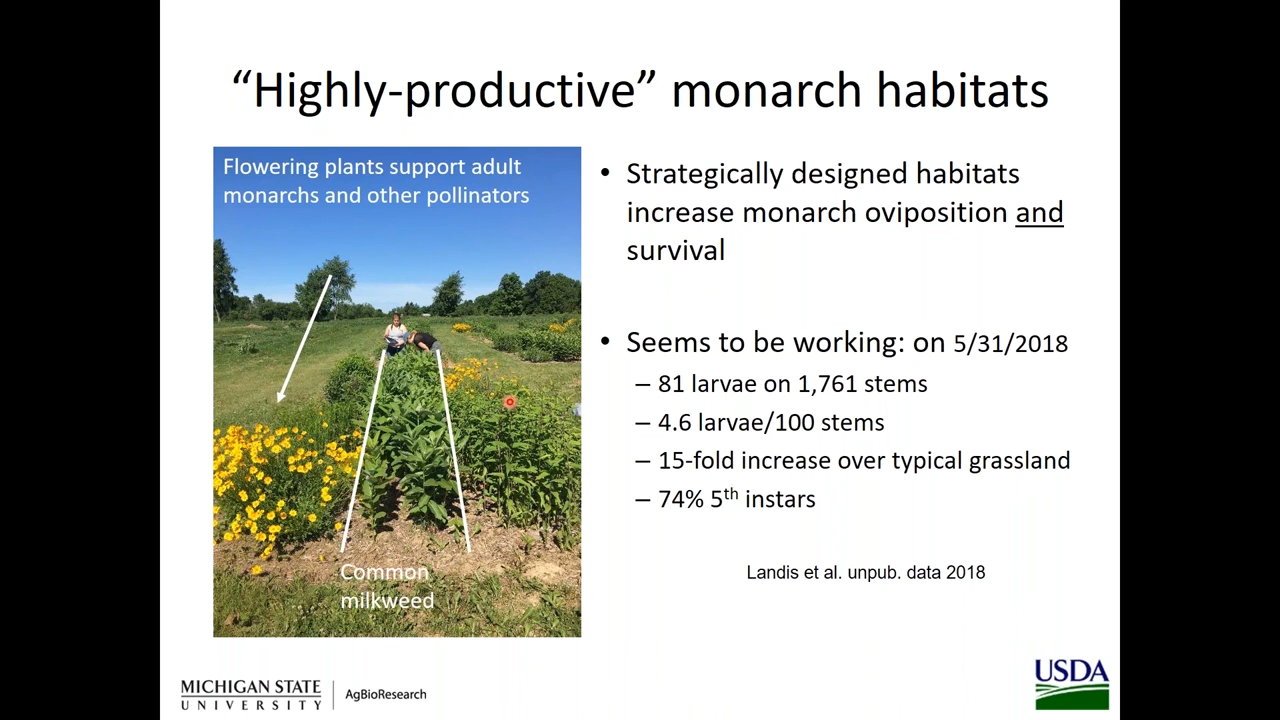 “Highly-productive” monarch habitats
Flowering plants support adult
monarchs and other pollinators
Common
milkweed
• Strategically designed habitats
increase monarch oviposition and
survival
• Seems to be working: on 5/31/2018
– 81 larvae on 1,761 stems
– 4.6 larvae/100 stems
– 15-fold increase over typical grassland
– 74% 5th instars
Landis et al. unpub. data 2018
MICHIGAN STATE
UNIVERSITY
AgBioResearch
USDA